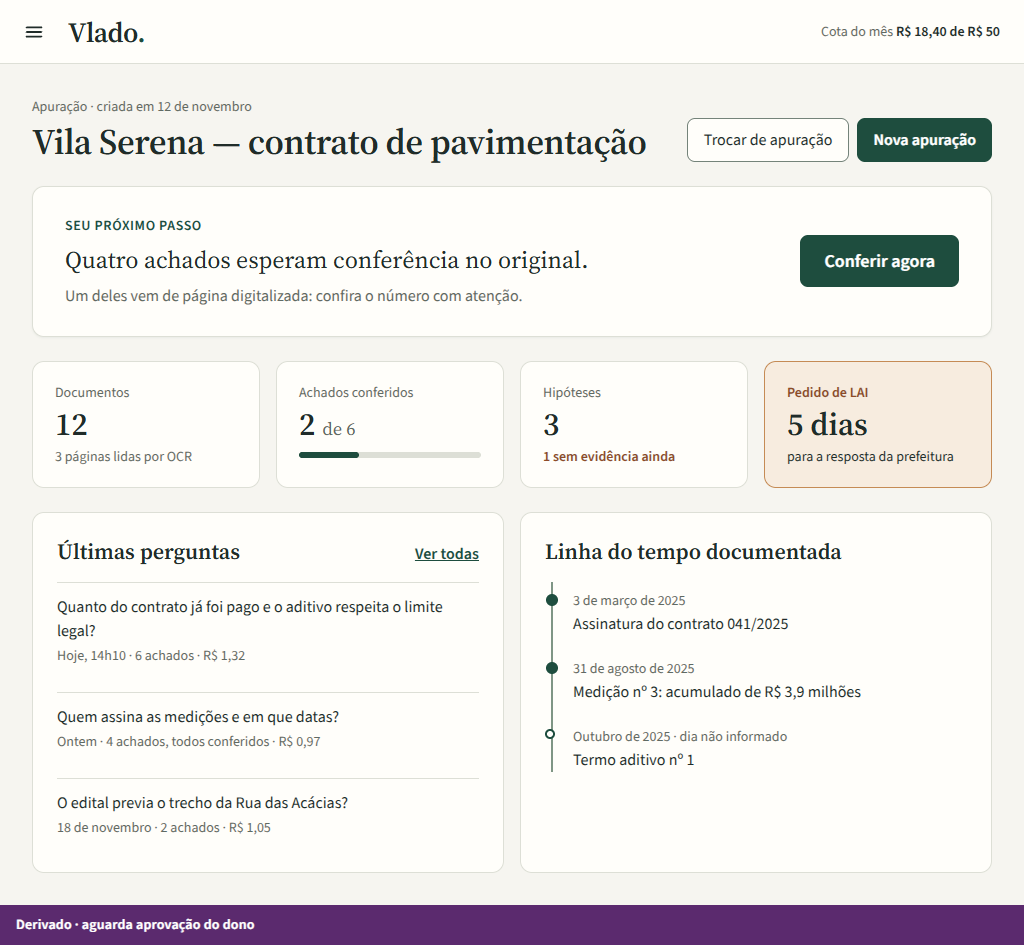 Vlado.
Cota do mês R$ 18,40 de R$ 50
Apuração · criada em 12 de novembro
Vila Serena — contrato de pavimentação
Trocar de apuração
Nova apuração
SEU PRÓXIMO PASSO
Quatro achados esperam conferência no original.
Um deles vem de página digitalizada: confira o número com atenção.
Conferir agora
Documentos
12
3 páginas lidas por OCR
Achados conferidos
2 de 6
Hipóteses
3
1 sem evidência ainda
Pedido de LAI
5 dias
para a resposta da prefeitura
Últimas perguntas
Ver todas
Quanto do contrato já foi pago e o aditivo respeita o limite
legal?
Hoje, 14h10 · 6 achados · R$ 1,32
Quem assina as medições e em que datas?
Ontem · 4 achados, todos conferidos · R$ 0,97
O edital previa o trecho da Rua das Acácias?
18 de novembro · 2 achados · R$ 1,05
Linha do tempo documentada
3 de março de 2025
Assinatura do contrato 041/2025
31 de agosto de 2025
Medição nº 3: acumulado de R$ 3,9 milhões
Outubro de 2025 · dia não informado
Termo aditivo nº 1
Derivado · aguarda aprovação do dono